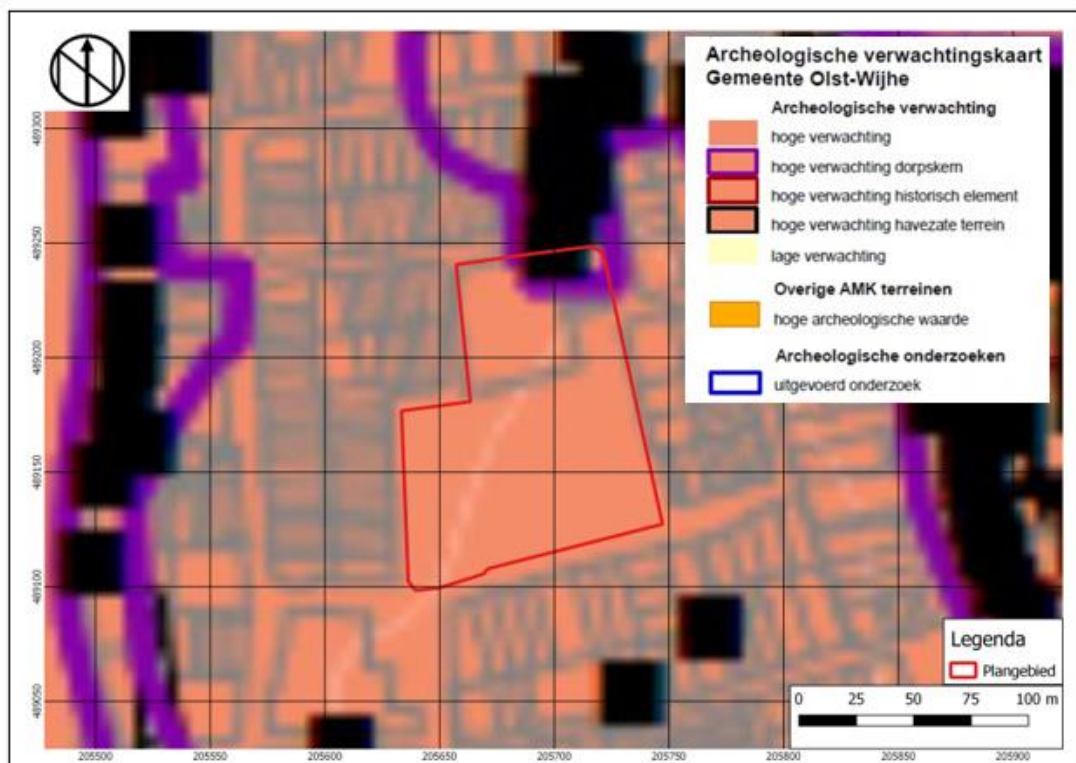 Archeologische verwachtingskaart
Gemeente Olst-Wijhe
Archeologische verwachting
hoge verwachting
hoge verwachting dorpskern
hoge verwachting historisch element
hoge verwachting havezate terrein
lage verwachting
Overige AMK terreinen
hoge archeologische waarde
Archeologische onderzoeken
uitgevoerd onderzoek
489300
489250
489200
489150
489100
489050
Legenda
Plangebied
0 25 50 75 100 m
205500 205550 205600 205650 205700 205750 205800 205850 205900